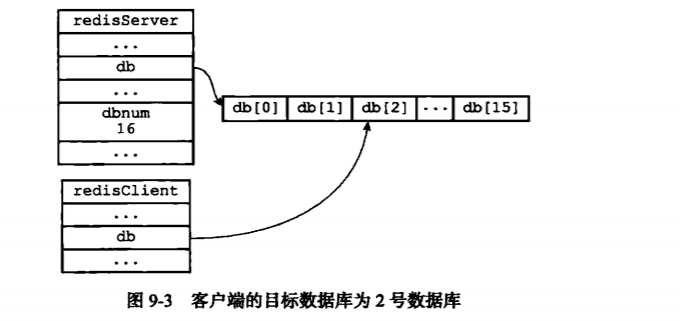 redisServer
...
db
...
dbnum
16
...
db[0] db[1] db[2] ... db[15]
redisClient
...
db
...
图 9-3 客户端的目标数据库为 2 号数据库